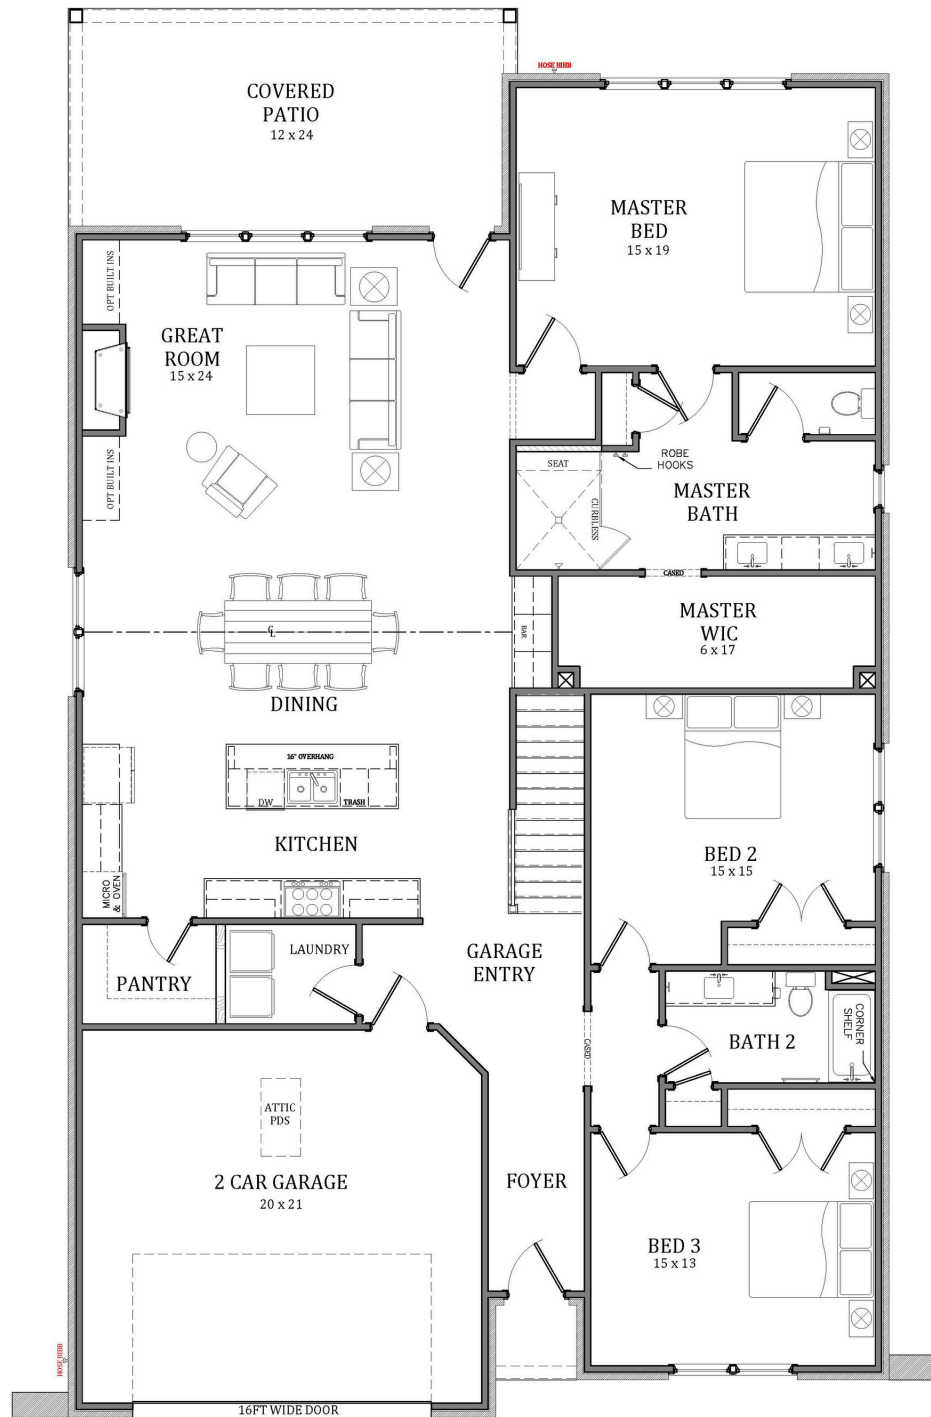 HOSE BIBB
COVERED
PATIO
12 x 24
MASTER
BED
15 x 19
OPT BUILT INS
GREAT
ROOM
15 x 24
OPT BUILT INS
SEAT
ROBE
HOOKS
CURBLESS
MASTER
BATH
CASED
MASTER
WIC
6 x 17
BAR
CL
DINING
16" OVERHANG
DW
TRASH
KITCHEN
MICRO
& OVEN
BED 2
15 x 15
PANTRY
LAUNDRY
GARAGE
ENTRY
CASED
BATH 2
CORNER
SHELF
ATTIC
PDS
2 CAR GARAGE
20 x 21
FOYER
BED 3
15 x 13
HOSE BIBB
16FT WIDE DOOR